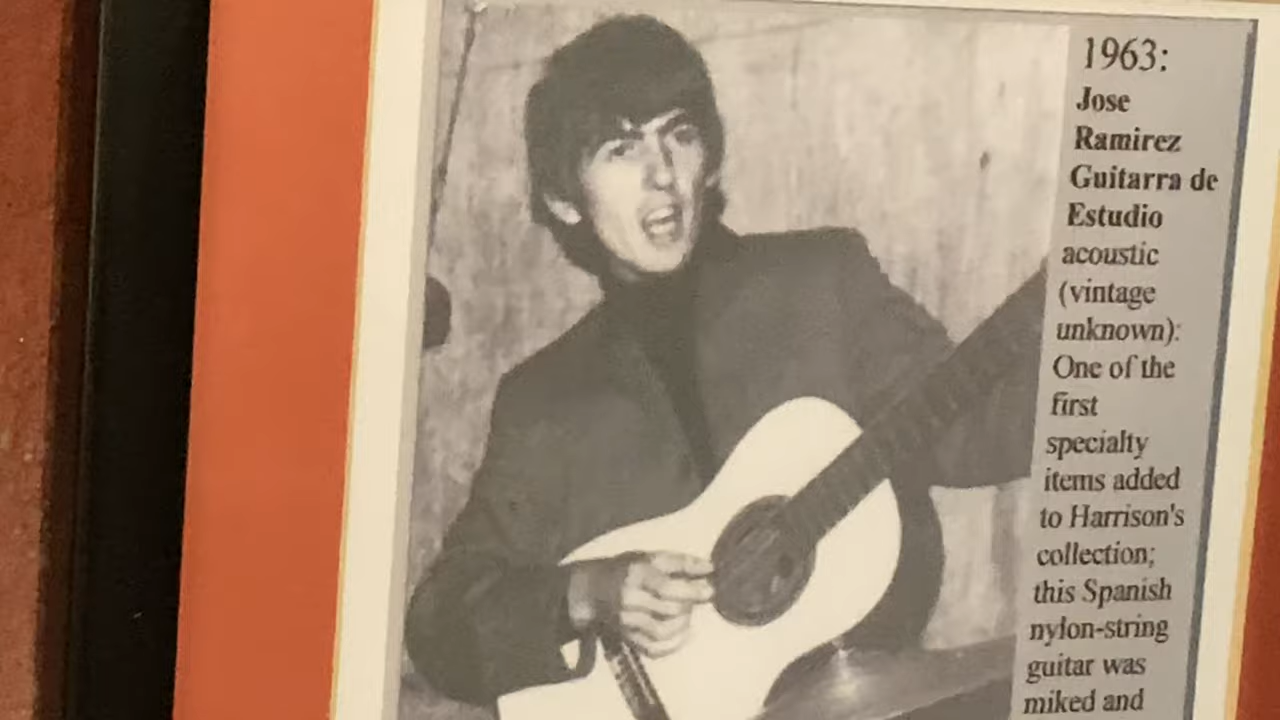 1963:
Jose
Ramirez
Guitarra de
Estudio
acoustic
(vintage
unknown):
One of the
first
specialty
items added
to Harrison's
collection;
this Spanish
nylon-string
guitar was
miked and